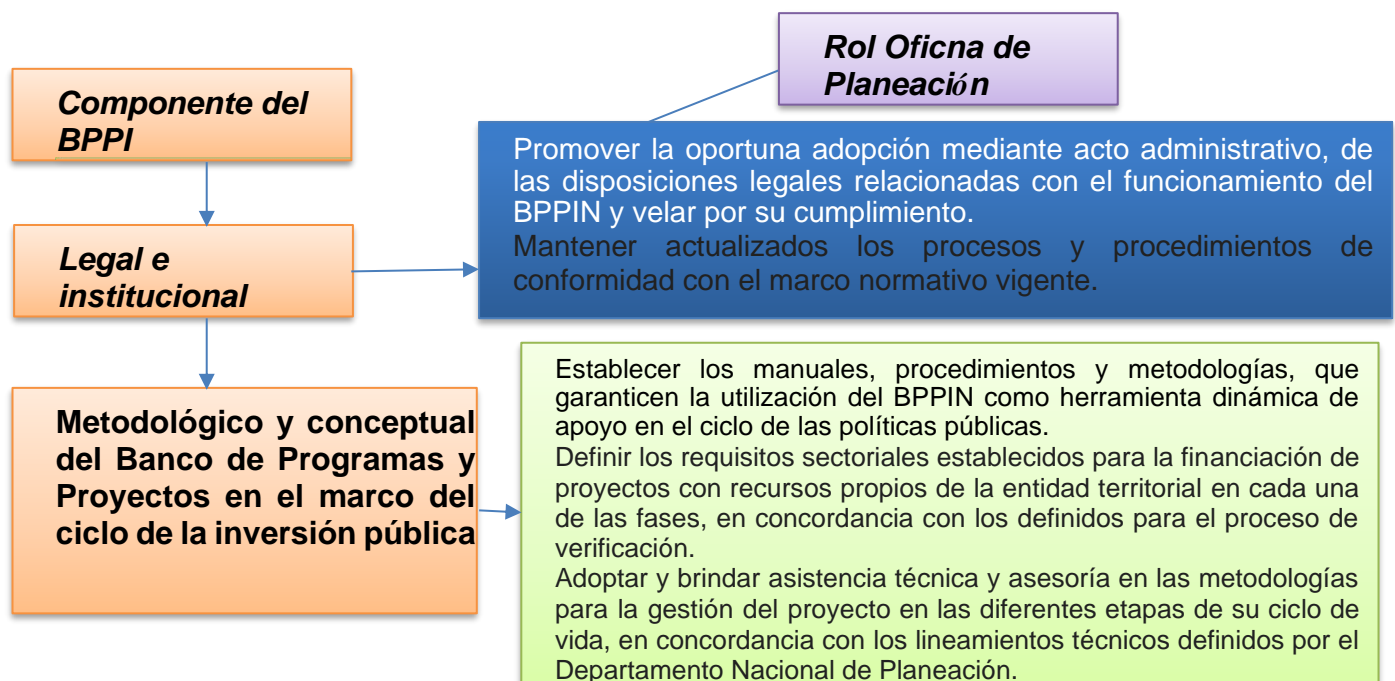 Rol Oficna de
Planeación
Componente del
BPPI
Promover la oportuna adopción mediante acto administrativo, de
las disposiciones legales relacionadas con el funcionamiento del
BPPIN y velar por su cumplimiento.
Mantener actualizados los procesos y procedimientos de
conformidad con el marco normativo vigente.
Legal e
institucional
Metodológico y conceptual
del Banco de Programas y
Proyectos en el marco del
ciclo de la inversión pública
Establecer los manuales, procedimientos y metodologías, que
garanticen la utilización del BPPIN como herramienta dinámica de
apoyo en el ciclo de las políticas públicas.
Definir los requisitos sectoriales establecidos para la financiación de
proyectos con recursos propios de la entidad territorial en cada una
de las fases, en concordancia con los definidos para el proceso de
verificación.
Adoptar y brindar asistencia técnica y asesoría en las metodologías
para la gestión del proyecto en las diferentes etapas de su ciclo de
vida, en concordancia con los lineamientos técnicos definidos por el
Departamento Nacional de Planeación.